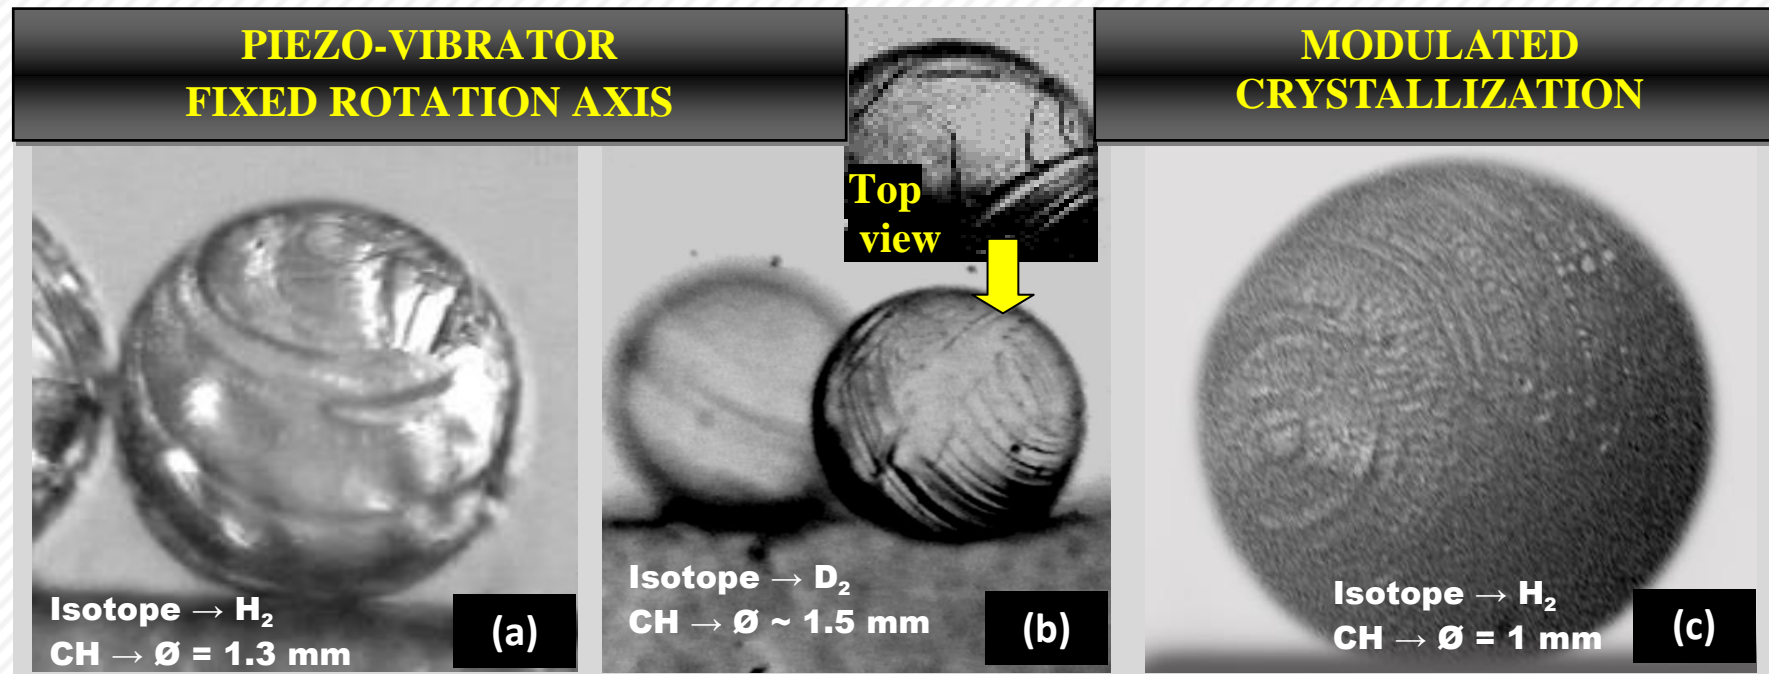 PIEZO-VIBRATOR
FIXED ROTATION AXIS
MODULATED
CRYSTALLIZATION
Top
view
Isotope → H₂
CH → Ø = 1.3 mm
(a)
Isotope → D₂
CH → Ø ~ 1.5 mm
(b)
Isotope → H₂
CH → Ø = 1 mm
(c)